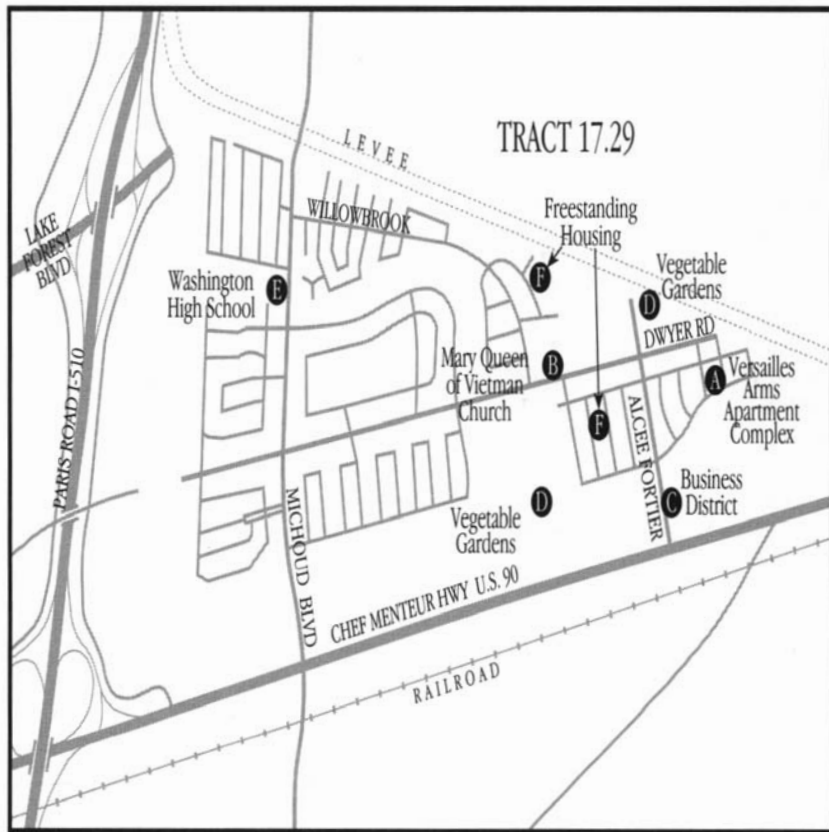 TRACT 17.29
LEVEE
LAKE
FOREST
BLVD
WILLOWBROOK
Freestanding
Housing
F
Washington
High School
E
Vegetable
Gardens
D
DWYER RD
Mary Queen
of Vietman
Church
B
Versailles
Arms
Apartment
Complex
A
F
PARIS ROAD I-510
ALCEE FORTIER
Business
District
C
Vegetable
Gardens
D
MICHOUD BLVD
CHEF MENTEUR HWY U.S. 90
RAILROAD